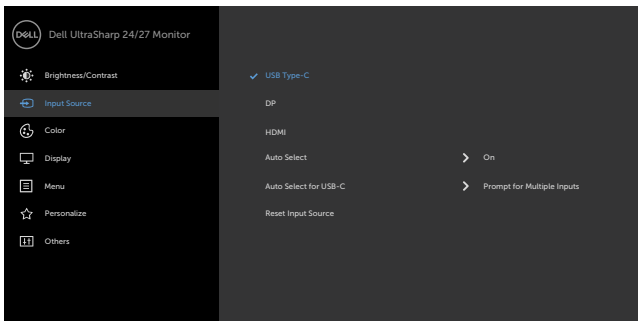 DELL
Dell UltraSharp 24/27 Monitor
Brightness/Contrast
USB Type-C
Input Source
DP
HDMI
Color
Display
Auto Select
On
Menu
Auto Select for USB-C
Prompt for Multiple Inputs
Personalize
Reset Input Source
Others